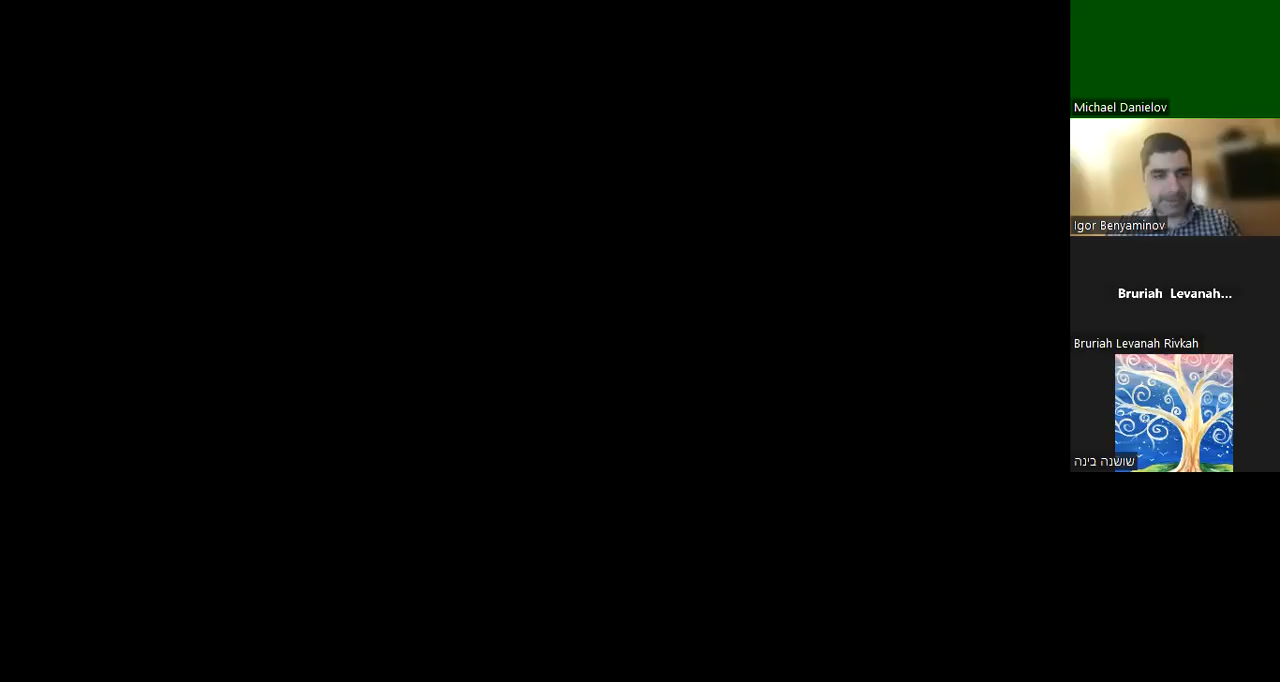 Michael Danielov
Igor Benyaminov
Bruriah Levanah...
Bruriah Levanah Rivkah
שושנה בינה